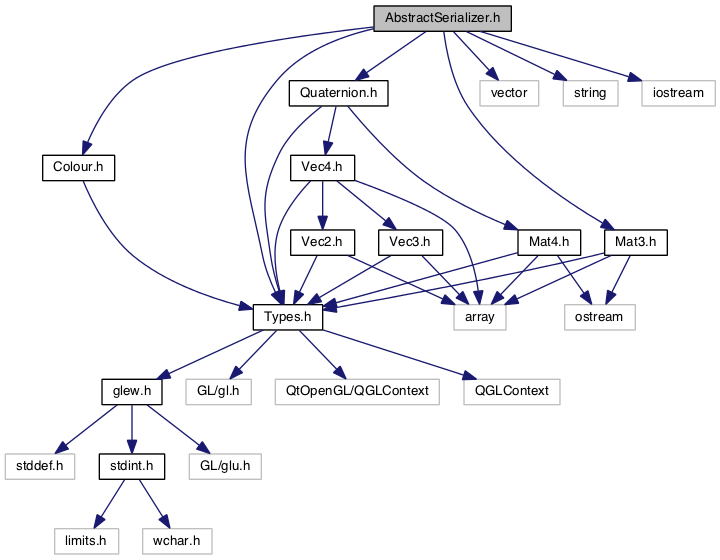 AbstractSerializer.h
Quaternion.h
vector
string
iostream
Colour.h
Vec4.h
Vec2.h
Vec3.h
Mat4.h
Mat3.h
Types.h
array
ostream
glew.h
GL/gl.h
QtOpenGL/QGLContext
QGLContext
stddef.h
stdint.h
GL/glu.h
limits.h
wchar.h